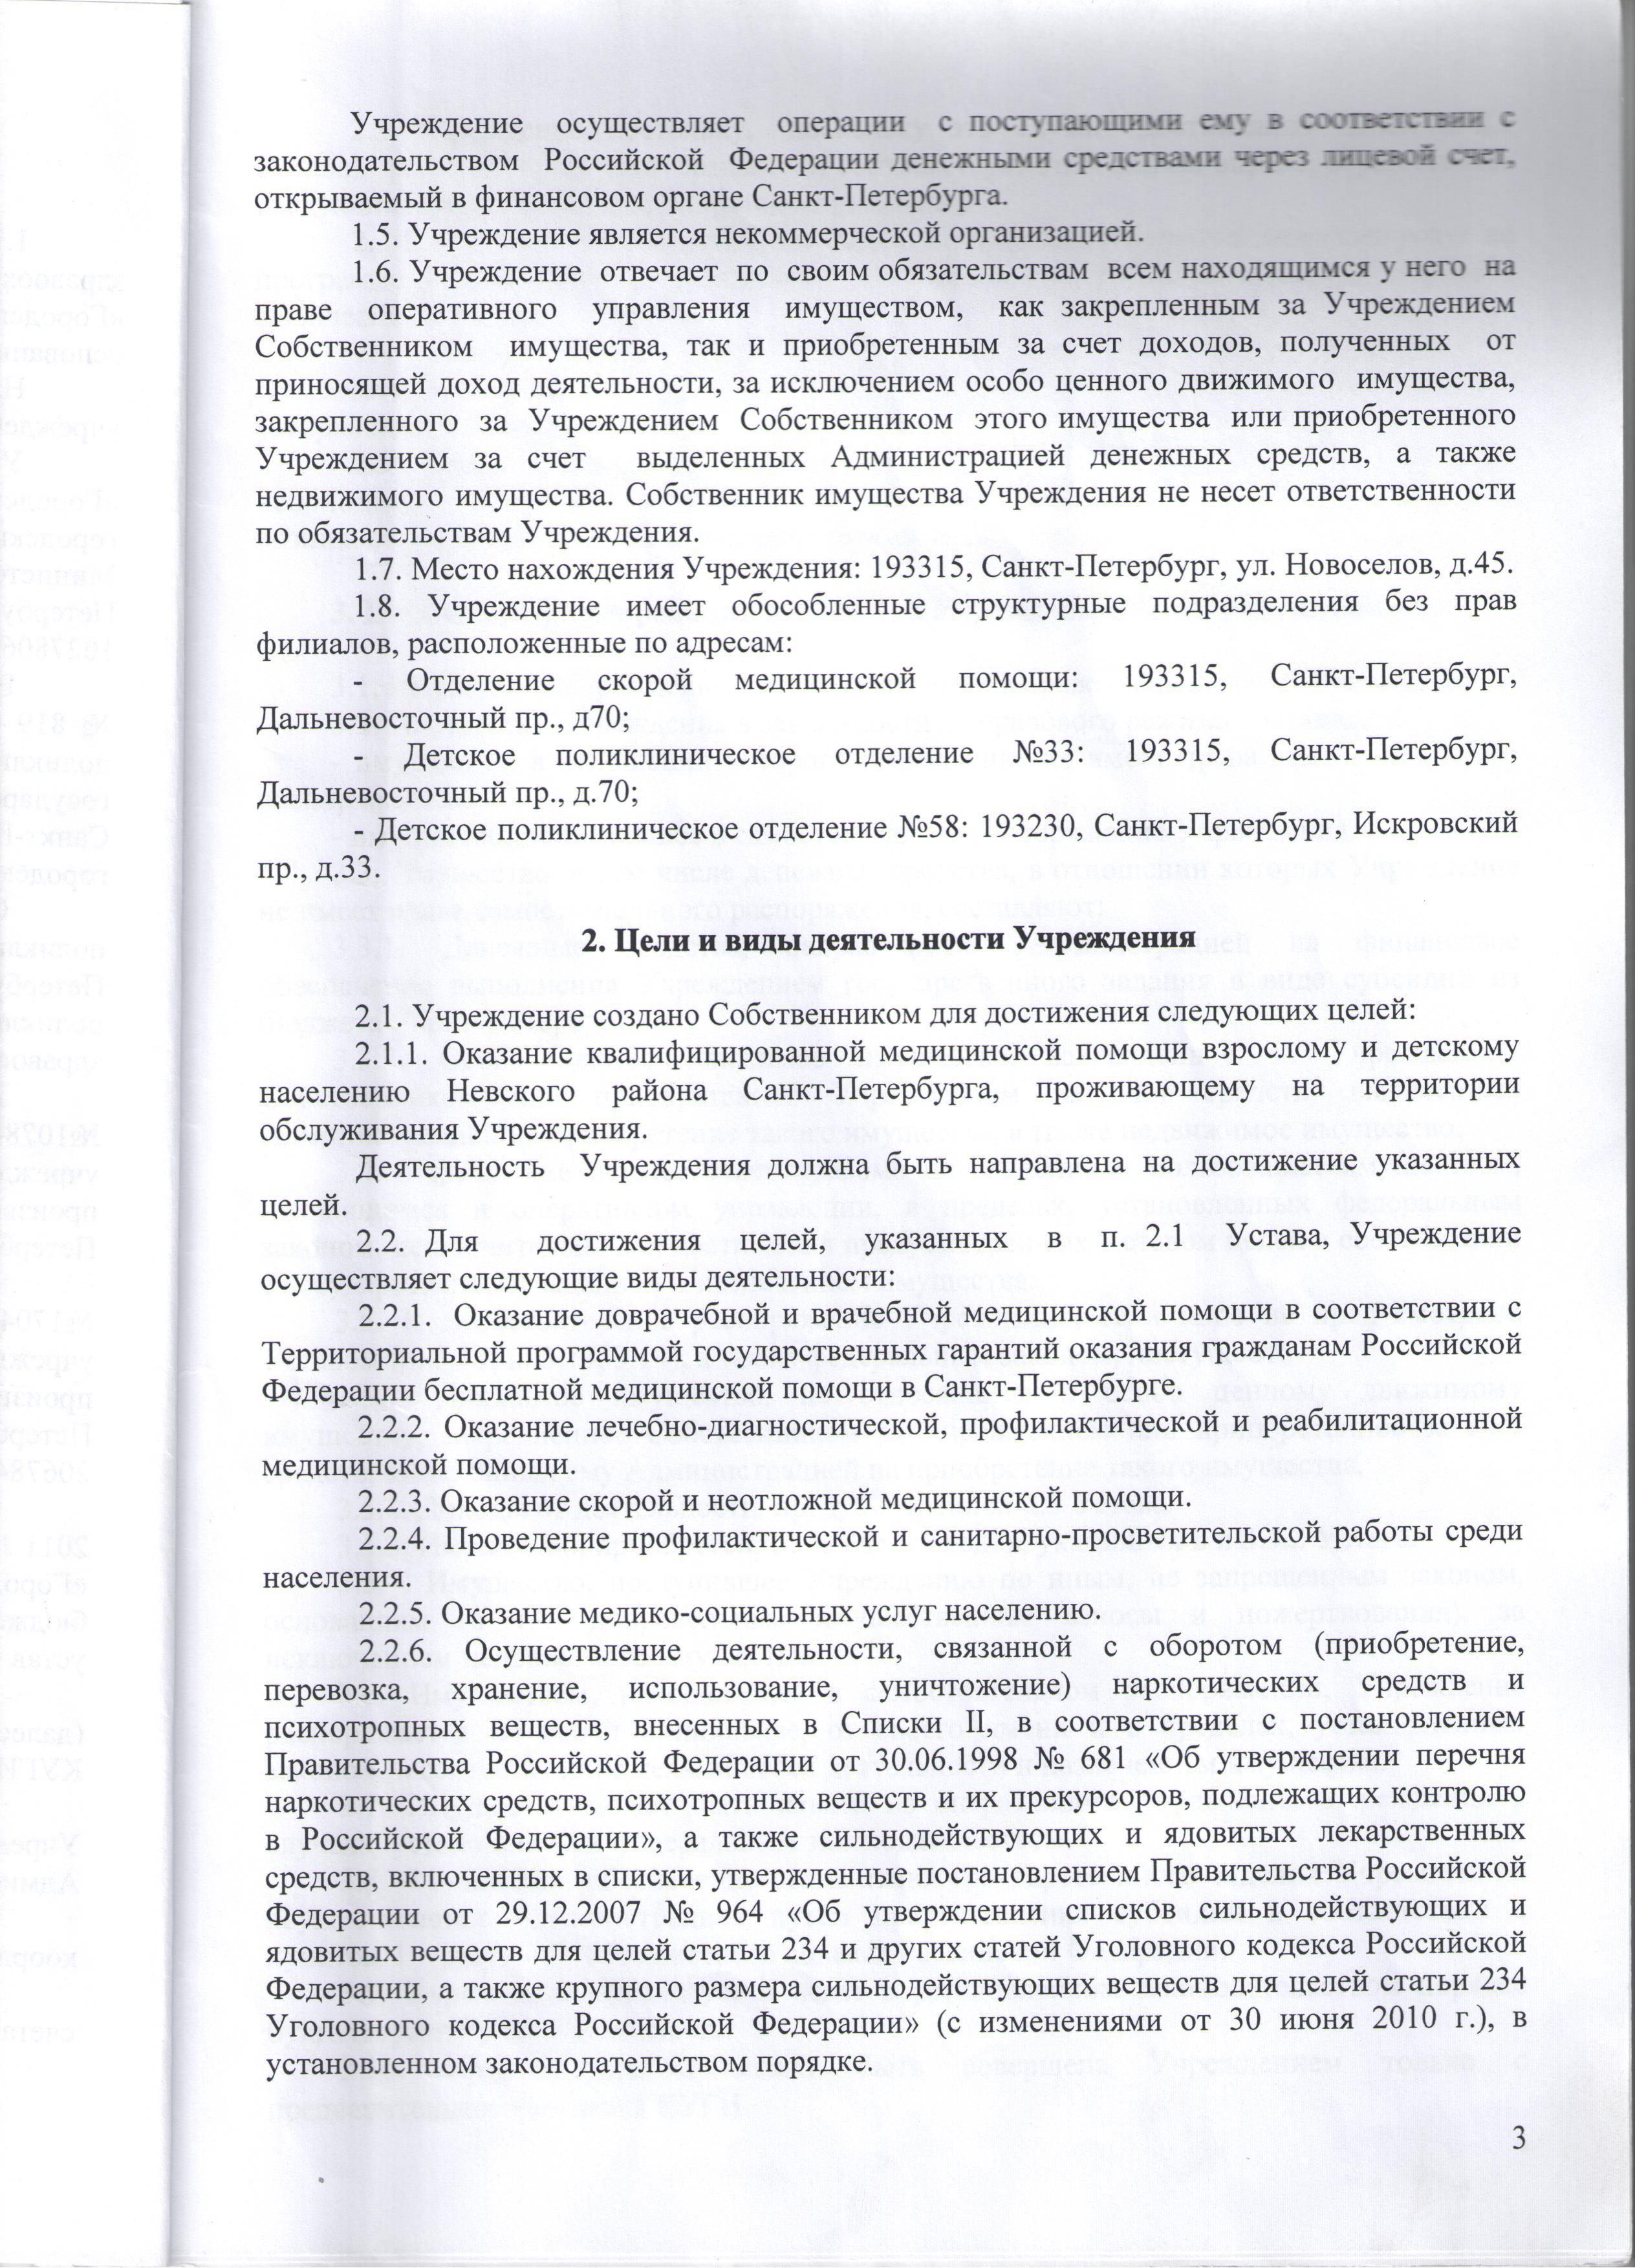 Учреждение осуществляет операции с поступающими ему в соответствии с
законодательством Российской Федерации денежными средствами через лицевой счет,
открываемый в финансовом органе Санкт-Петербурга.
1.5. Учреждение является некоммерческой организацией.
1.6. Учреждение отвечает по своим обязательствам всем находящимся у него на
праве оперативного управления имуществом, как закрепленным за Учреждением
Собственником имущества, так и приобретенным за счет доходов, полученных от
приносящей доход деятельности, за исключением особо ценного движимого имущества,
закрепленного за Учреждением Собственником этого имущества или приобретенного
Учреждением за счет выделенных Администрацией денежных средств, а также
недвижимого имущества. Собственник имущества Учреждения не несет ответственности
по обязательствам Учреждения.
1.7. Место нахождения Учреждения: 193315, Санкт-Петербург, ул. Новоселов, д.45.
1.8. Учреждение имеет обособленные структурные подразделения без прав
филиалов, расположенные по адресам:
- Отделение скорой медицинской помощи: 193315, Санкт-Петербург,
Дальневосточный пр., д70;
- Детское поликлиническое отделение №33: 193315, Санкт-Петербург,
Дальневосточный пр., д.70;
- Детское поликлиническое отделение №58: 193230, Санкт-Петербург, Искровский
пр., д.33.
2. Цели и виды деятельности Учреждения
2.1. Учреждение создано Собственником для достижения следующих целей:
2.1.1. Оказание квалифицированной медицинской помощи взрослому и детскому
населению Невского района Санкт-Петербурга, проживающему на территории
обслуживания Учреждения.
Деятельность Учреждения должна быть направлена на достижение указанных
целей.
2.2. Для достижения целей, указанных в п. 2.1 Устава, Учреждение
осуществляет следующие виды деятельности:
2.2.1. Оказание доврачебной и врачебной медицинской помощи в соответствии с
Территориальной программой государственных гарантий оказания гражданам Российской
Федерации бесплатной медицинской помощи в Санкт-Петербурге.
2.2.2. Оказание лечебно-диагностической, профилактической и реабилитационной
медицинской помощи.
2.2.3. Оказание скорой и неотложной медицинской помощи.
2.2.4. Проведение профилактической и санитарно-просветительской работы среди
населения.
2.2.5. Оказание медико-социальных услуг населению.
2.2.6. Осуществление деятельности, связанной с оборотом (приобретение,
перевозка, хранение, использование, уничтожение) наркотических средств и
психотропных веществ, внесенных в Списки II, в соответствии с постановлением
Правительства Российской Федерации от 30.06.1998 № 681 «Об утверждении перечня
наркотических средств, психотропных веществ и их прекурсоров, подлежащих контролю
в Российской Федерации», а также сильнодействующих и ядовитых лекарственных
средств, включенных в списки, утвержденные постановлением Правительства Российской
Федерации от 29.12.2007 № 964 «Об утверждении списков сильнодействующих и
ядовитых веществ для целей статьи 234 и других статей Уголовного кодекса Российской
Федерации, а также крупного размера сильнодействующих веществ для целей статьи 234
Уголовного кодекса Российской Федерации» (с изменениями от 30 июня 2010 г.), в
установленном законодательством порядке.
3